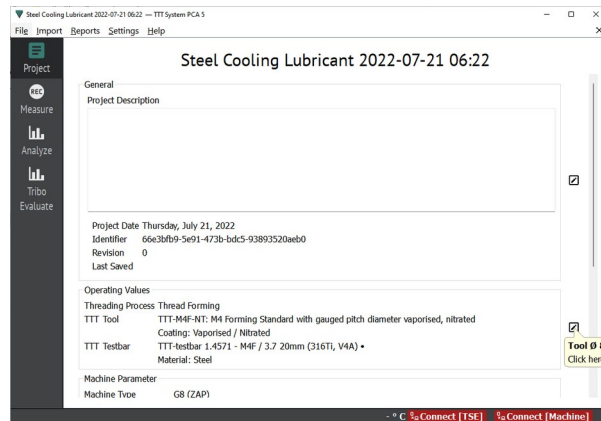 Steel Cooling Lubricant 2022-07-21 06:22 — TTT System PCA 5
File Import Reports Settings Help
Project
REC
Measure
Analyze
Tribo
Evaluate
Steel Cooling Lubricant 2022-07-21 06:22
General
Project Description
Project Date Thursday, July 21, 2022
Identifier 66e3bfb9-5e91-473b-bdc5-93893520aeb0
Revision 0
Last Saved
Operating Values
Threading Process Thread Forming
TTT Tool TTT-M4F-NT: M4 Forming Standard with gauged pitch diameter vaporised, nitrated
Coating: Vaporised / Nitrated
TTT Testbar TTT-testbar 1.4571 - M4F / 3.7 20mm (316Ti, V4A) •
Material: Steel
Tool Ø 8
Click her
Machine Parameter
Machine Type G8 (ZAP)
- ° C Connect [TSE] Connect [Machine]